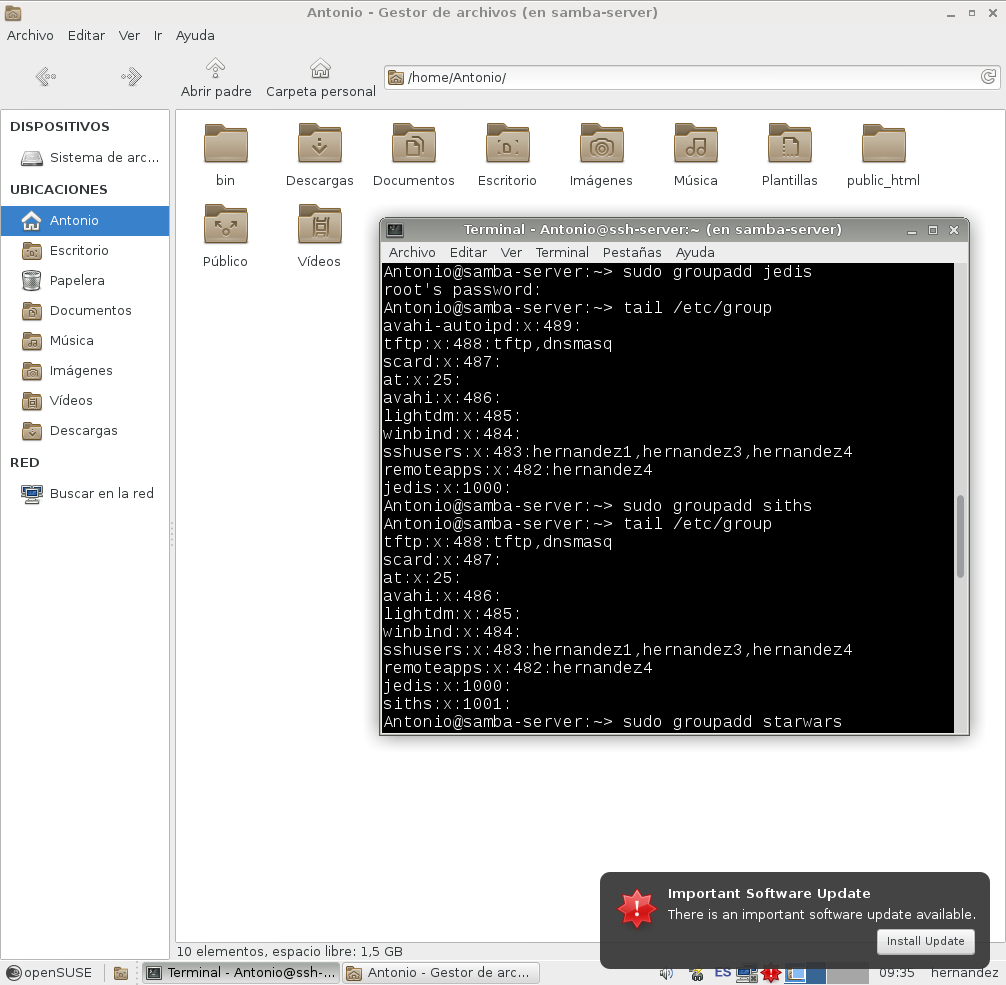 Antonio - Gestor de archivos (en samba-server)
Archivo Editar Ver Ir Ayuda
Abrir padre Carpeta personal /home/Antonio/
DISPOSITIVOS
Sistema de arc...
UBICACIONES
Antonio
Escritorio
Papelera
Documentos
Música
Imágenes
Vídeos
Descargas
RED
Buscar en la red
bin Descargas Documentos Escritorio Imágenes Música Plantillas public_html
Público Vídeos
Terminal - Antonio@ssh-server:~ (en samba-server)
Archivo Editar Ver Terminal Pestañas Ayuda
Antonio@samba-server:~> sudo groupadd jedis
root's password:
Antonio@samba-server:~> tail /etc/group
avahi-autoipd:x:489:
tftp:x:488:tftp,dnsmasq
scard:x:487:
at:x:25:
avahi:x:486:
lightdm:x:485:
winbind:x:484:
sshusers:x:483:hernandez1,hernandez3,hernandez4
remoteapps:x:482:hernandez4
jedis:x:1000:
Antonio@samba-server:~> sudo groupadd siths
Antonio@samba-server:~> tail /etc/group
tftp:x:488:tftp,dnsmasq
scard:x:487:
at:x:25:
avahi:x:486:
lightdm:x:485:
winbind:x:484:
sshusers:x:483:hernandez1,hernandez3,hernandez4
remoteapps:x:482:hernandez4
jedis:x:1000:
siths:x:1001:
Antonio@samba-server:~> sudo groupadd starwars
Important Software Update
There is an important software update available.
Install Update
10 elementos, espacio libre: 1,5 GB
openSUSE Terminal - Antonio@ssh-... Antonio - Gestor de arc... ES 09:35 hernandez